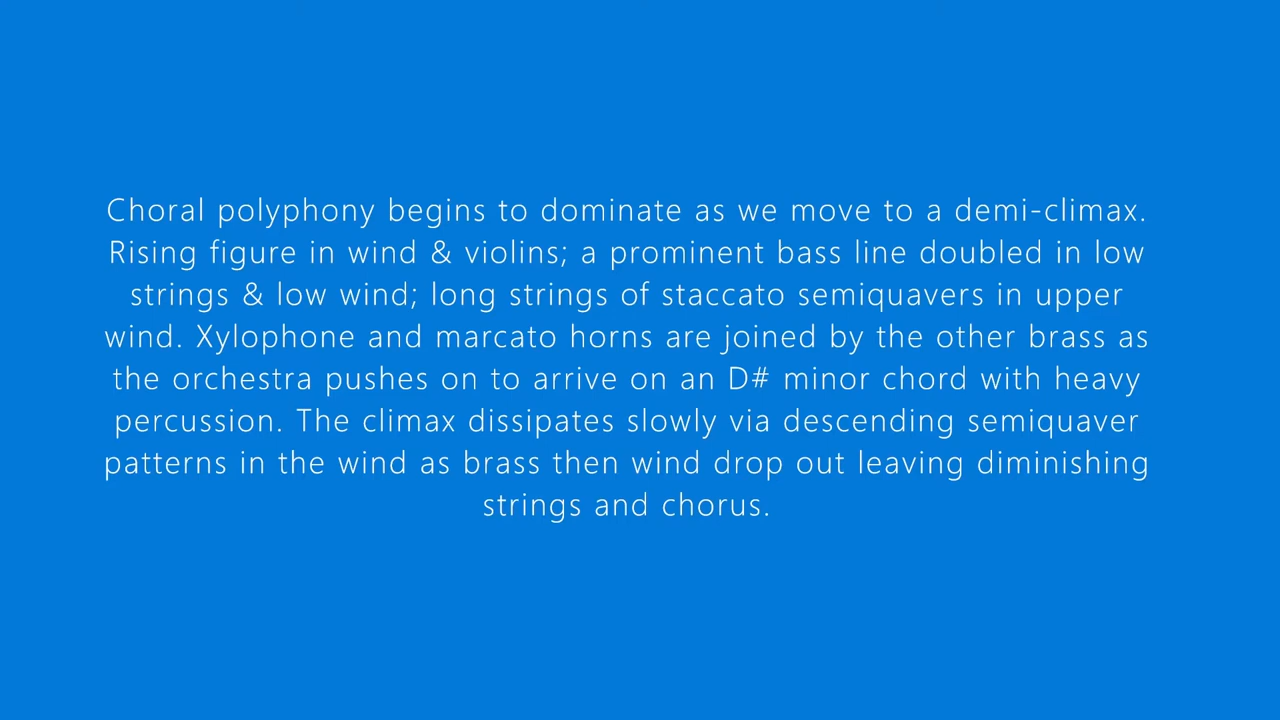 Choral polyphony begins to dominate as we move to a demi-climax.
Rising figure in wind & violins; a prominent bass line doubled in low
strings & low wind; long strings of staccato semiquavers in upper
wind. Xylophone and marcato horns are joined by the other brass as
the orchestra pushes on to arrive on an D# minor chord with heavy
percussion. The climax dissipates slowly via descending semiquaver
patterns in the wind as brass then wind drop out leaving diminishing
strings and chorus.